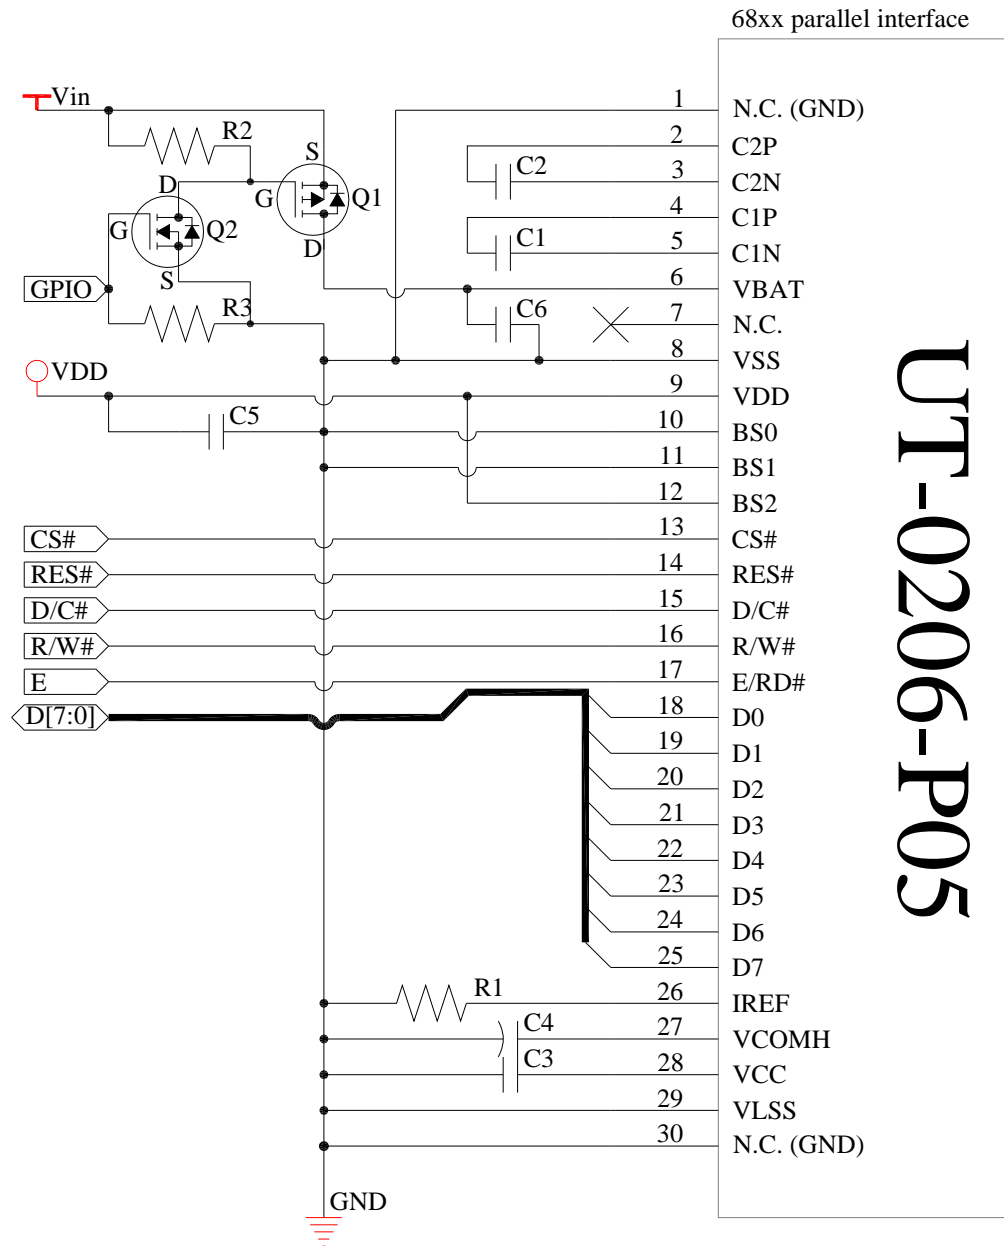 68xx parallel interface
Vin
R2
S
G
Q1
D
D
G
Q2
S
GPIO
R3
VDD
C5
C2
C1
C6
1 N.C. (GND)
2 C2P
3 C2N
4 C1P
5 C1N
6 VBAT
7 N.C.
8 VSS
9 VDD
10 BS0
11 BS1
12 BS2
CS# 13 CS#
RES# 14 RES#
D/C# 15 D/C#
R/W# 16 R/W#
E 17 E/RD#
D[7:0] 18 D0
19 D1
20 D2
21 D3
22 D4
23 D5
24 D6
25 D7
R1 26 IREF
C4 27 VCOMH
C3 28 VCC
29 VLSS
30 N.C. (GND)
GND
UT-0206-P05